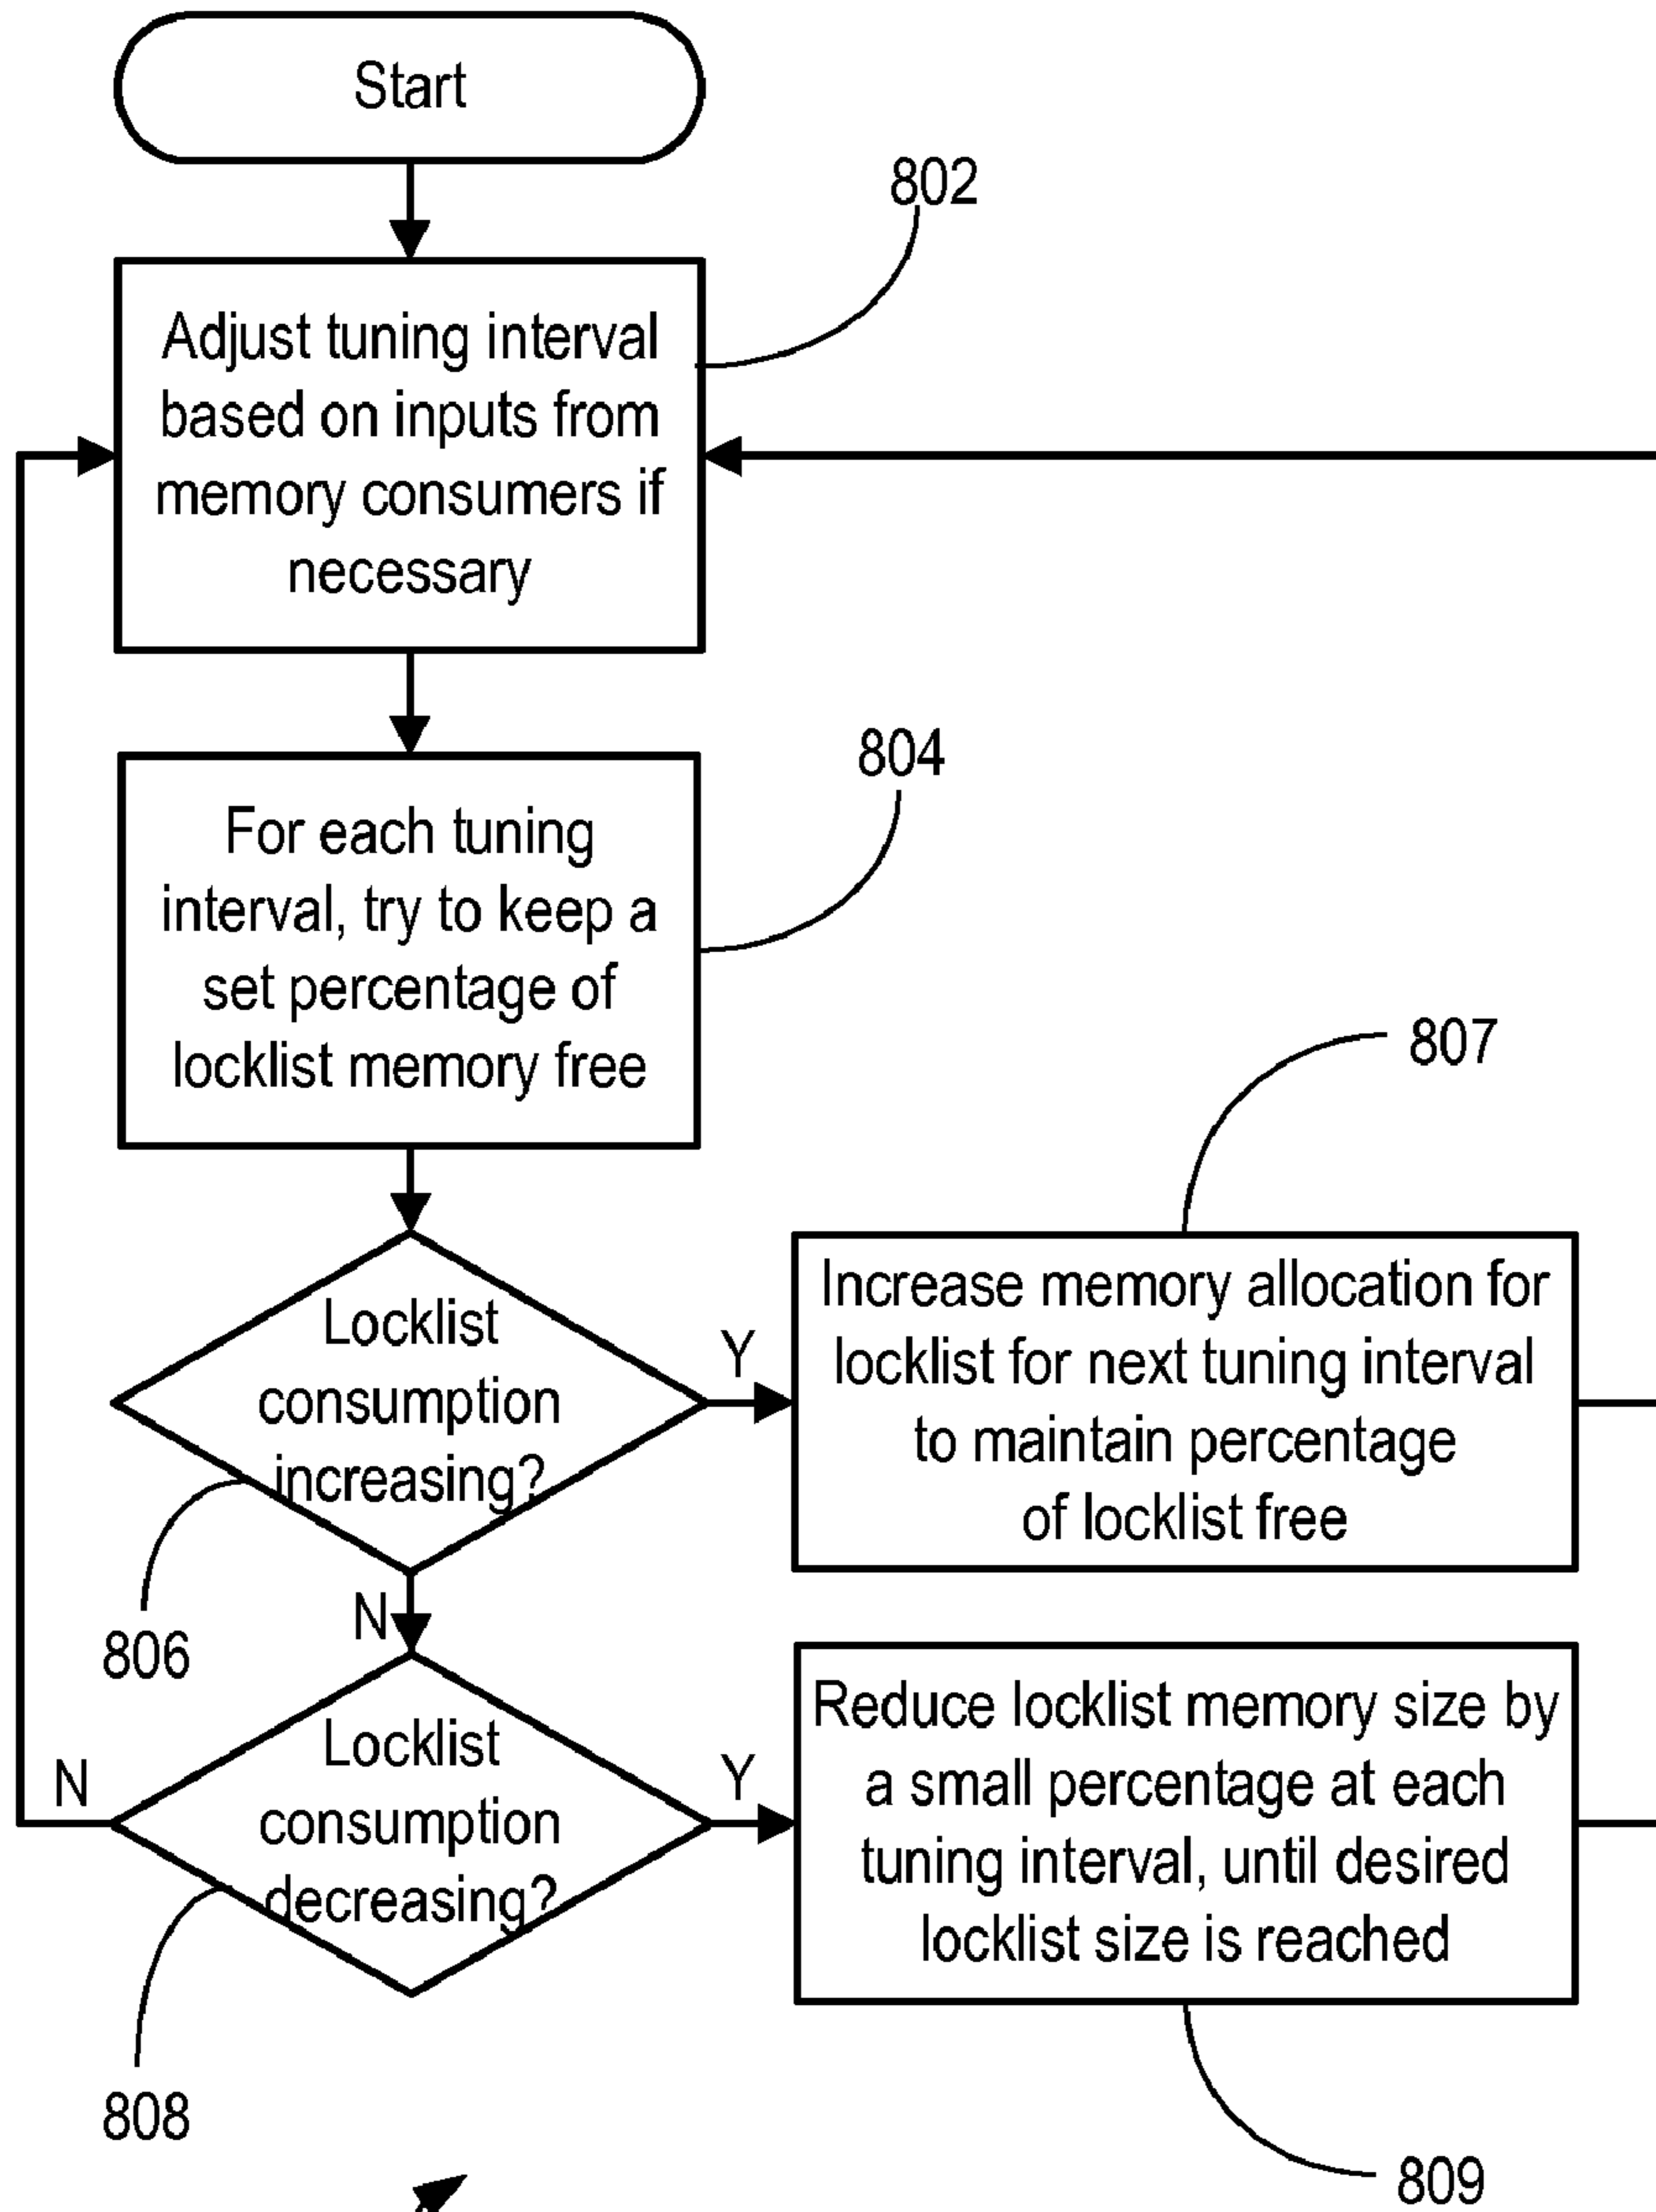 Start
802
Adjust tuning interval
based on inputs from
memory consumers if
necessary
804
For each tuning
interval, try to keep a
set percentage of
locklist memory free
807
Locklist
consumption
increasing?
Y
Increase memory allocation for
locklist for next tuning interval
to maintain percentage
of locklist free
N
806
Locklist
consumption
decreasing?
N
Y
Reduce locklist memory size by
a small percentage at each
tuning interval, until desired
locklist size is reached
808
809